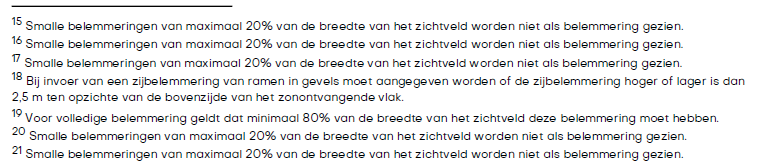 15 Smalle belemmeringen van maximaal 20% van de breedte van het zichtveld worden niet als belemmering gezien.
16 Smalle belemmeringen van maximaal 20% van de breedte van het zichtveld worden niet als belemmering gezien.
17 Smalle belemmeringen van maximaal 20% van de breedte van het zichtveld worden niet als belemmering gezien.
18 Bij invoer van een zijbelemmering van ramen in gevels moet aangegeven worden of de zijbelemmering hoger of lager is dan
2,5 m ten opzichte van de bovenzijde van het zonontvangende vlak.
19 Voor volledige belemmering geldt dat minimaal 80% van de breedte van het zichtveld deze belemmering moet hebben.
20 Smalle belemmeringen van maximaal 20% van de breedte van het zichtveld worden niet als belemmering gezien.
21 Smalle belemmeringen van maximaal 20% van de breedte van het zichtveld worden niet als belemmering gezien.